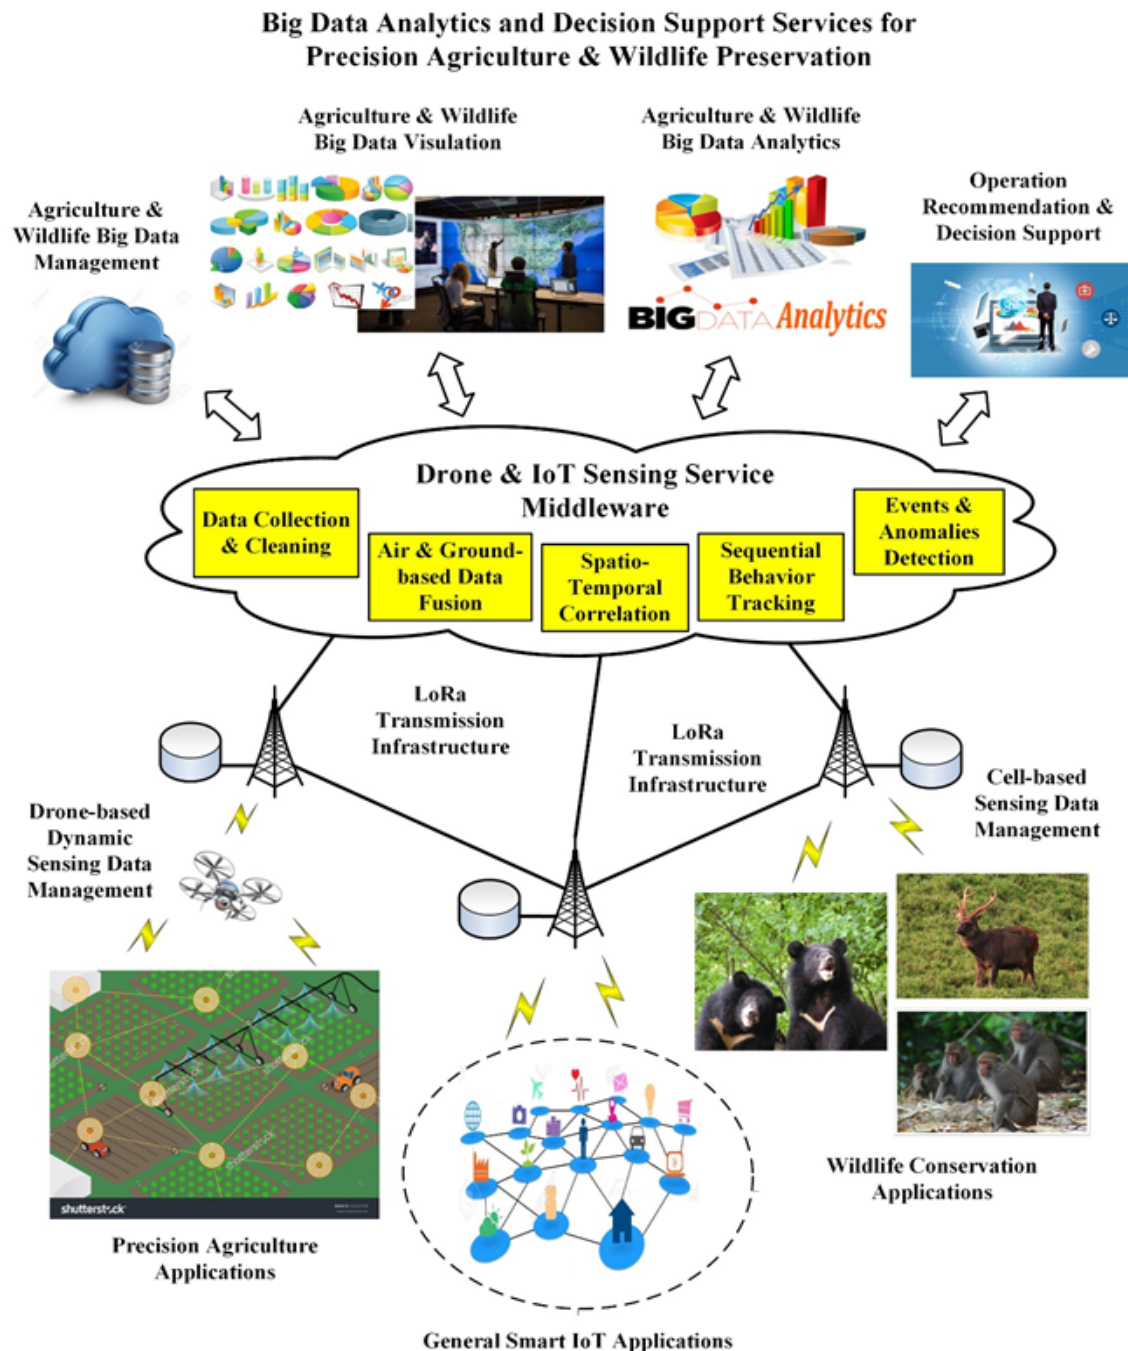 Big Data Analytics and Decision Support Services for
Precision Agriculture & Wildlife Preservation
Agriculture & Wildlife
Big Data Visulation
Agriculture & Wildlife
Big Data Analytics
Operation
Recommendation &
Decision Support
Agriculture &
Wildlife Big Data
Management
BIG DATA Analytics
Drone & IoT Sensing Service
Middleware
Data Collection
& Cleaning
Air & Ground-
based Data
Fusion
Spatio-
Temporal
Correlation
Sequential
Behavior
Tracking
Events &
Anomalies
Detection
LoRa
Transmission
Infrastructure
LoRa
Transmission
Infrastructure
Drone-based
Dynamic
Sensing Data
Management
Cell-based
Sensing Data
Management
shutterstock
Precision Agriculture
Applications
Wildlife Conservation
Applications
General Smart IoT Applications